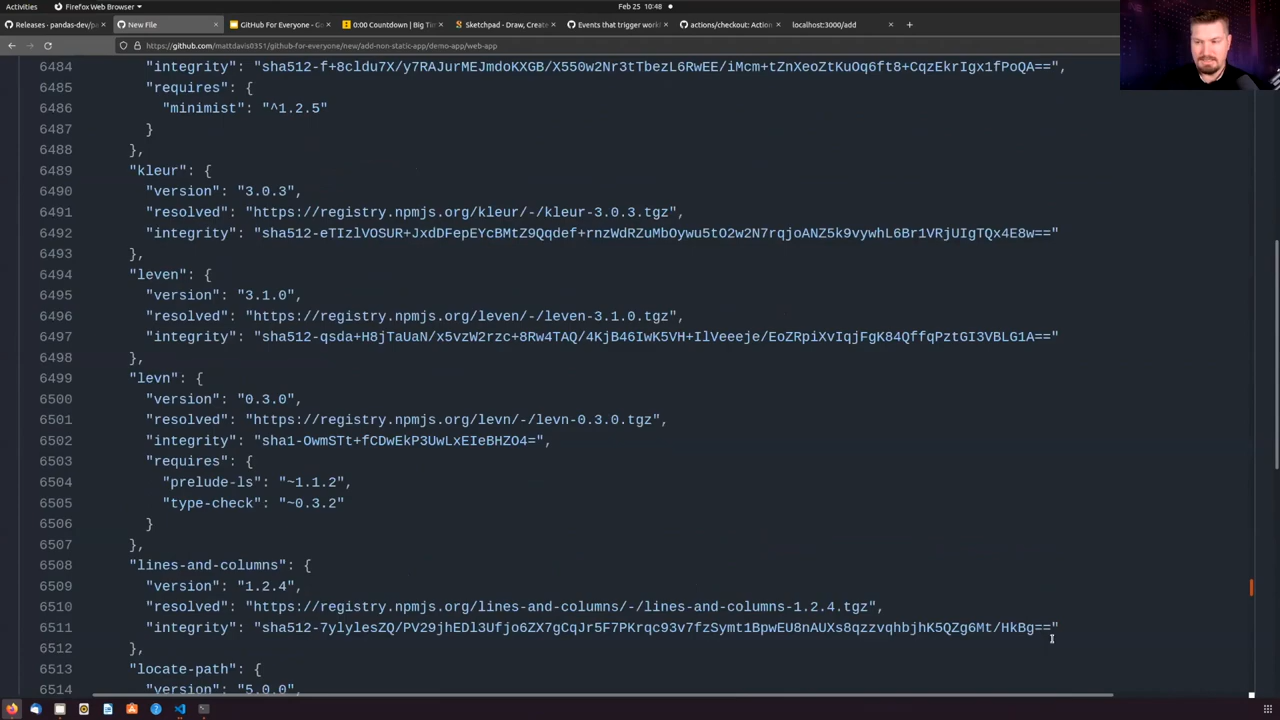 Activities
Firefox Web Browser
Feb 25 10:48
Releases · pandas-dev/pa
New File
GitHub For Everyone - Go
0:00 Countdown | Big Tim
Sketchpad - Draw, Create
Events that trigger work
actions/checkout: Action
localhost:3000/add
https://github.com/mattdavis0351/github-for-everyone/new/add-non-static-app/demo-app/web-app
6484 "integrity": "sha512-f+8cldu7X/y7RAJurMEJmdoKXGB/X550w2Nr3tTbezL6RwEE/iMcm+tZnXeoZtKuOq6ft8+CqzEkrIgx1fPoQA==",
6485 "requires": {
6486 "minimist": "^1.2.5"
6487 }
6488 },
6489 "kleur": {
6490 "version": "3.0.3",
6491 "resolved": "https://registry.npmjs.org/kleur/-/kleur-3.0.3.tgz",
6492 "integrity": "sha512-eTIzlVOSUR+JxdDFepEYcBMtZ9Qqdef+rnzWdRZuMbOywu5tO2w2N7rqjoANZ5k9vywhL6Br1VRjUIgTQx4E8w=="
6493 },
6494 "leven": {
6495 "version": "3.1.0",
6496 "resolved": "https://registry.npmjs.org/leven/-/leven-3.1.0.tgz",
6497 "integrity": "sha512-qsda+H8jTaUaN/x5vzW2rzc+8Rw4TAQ/4KjB46IwK5VH+IlVeeeje/EoZRpiXvIqjFgK84QffqPztGI3VBLG1A=="
6498 },
6499 "levn": {
6500 "version": "0.3.0",
6501 "resolved": "https://registry.npmjs.org/levn/-/levn-0.3.0.tgz",
6502 "integrity": "sha1-OwmSTt+fCDwEkP3UwLxEIeBHZO4=",
6503 "requires": {
6504 "prelude-ls": "~1.1.2",
6505 "type-check": "~0.3.2"
6506 }
6507 },
6508 "lines-and-columns": {
6509 "version": "1.2.4",
6510 "resolved": "https://registry.npmjs.org/lines-and-columns/-/lines-and-columns-1.2.4.tgz",
6511 "integrity": "sha512-7ylylesZQ/PV29jhEDl3Ufjo6ZX7gCqJr5F7PKrqc93v7fzSymt1BpwEU8nAUXs8qzzvqhbjhK5QZg6Mt/HkBg=="
6512 },
6513 "locate-path": {
6514 "version": "5.0.0",